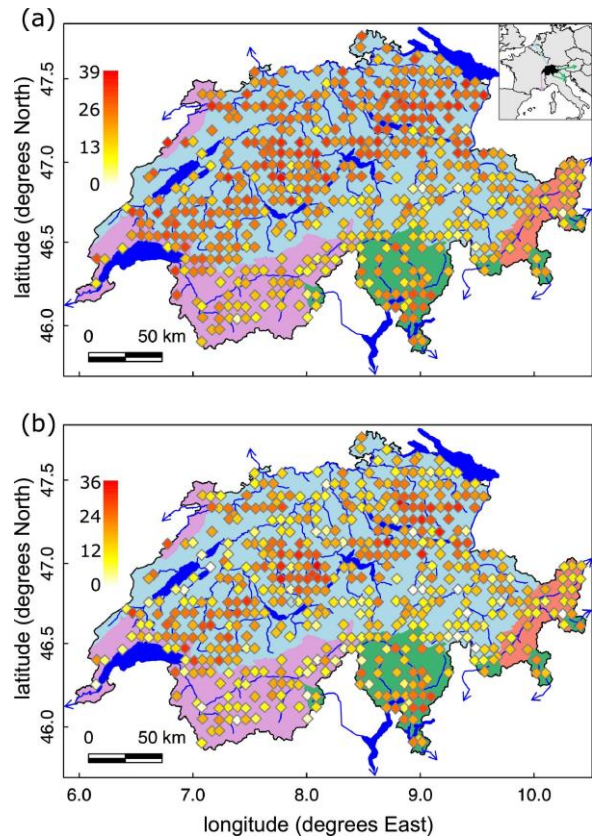 (a)
47.5
47.0
46.5
46.0
latitude (degrees North)
39
26
13
0
0 50 km
(b)
47.5
47.0
46.5
46.0
latitude (degrees North)
36
24
12
0
0 50 km
6.0 7.0 8.0 9.0 10.0
longitude (degrees East)